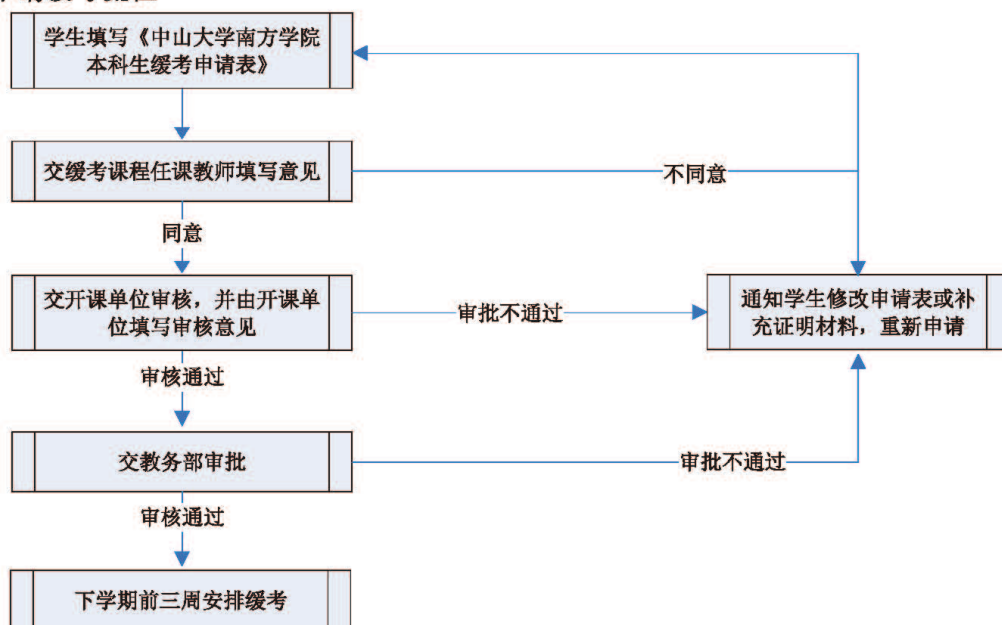 学生填写《中山大学南方学院
本科生缓考申请表》
交缓考课程任课教师填写意见
不同意
同意
交开课单位审核，并由开课单
位填写审核意见
审批不通过
通知学生修改申请表或补
充证明材料，重新申请
审核通过
交教务部审批
审批不通过
审核通过
下学期前三周安排缓考